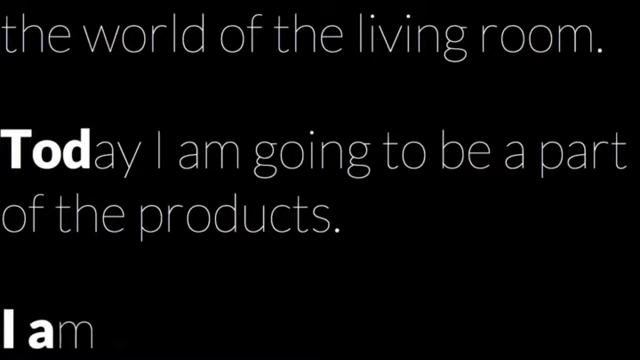 the world of the living room.
Today I am going to be a part
of the products.
I am